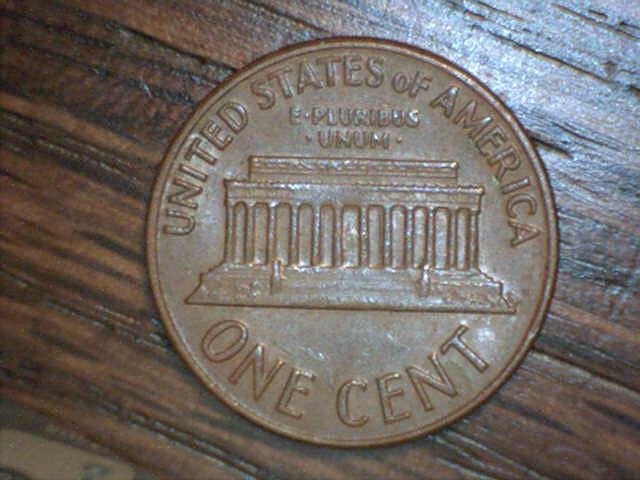 UNITED STATES OF AMERICA
E·PLURIBUS
·UNUM·
ONE CENT